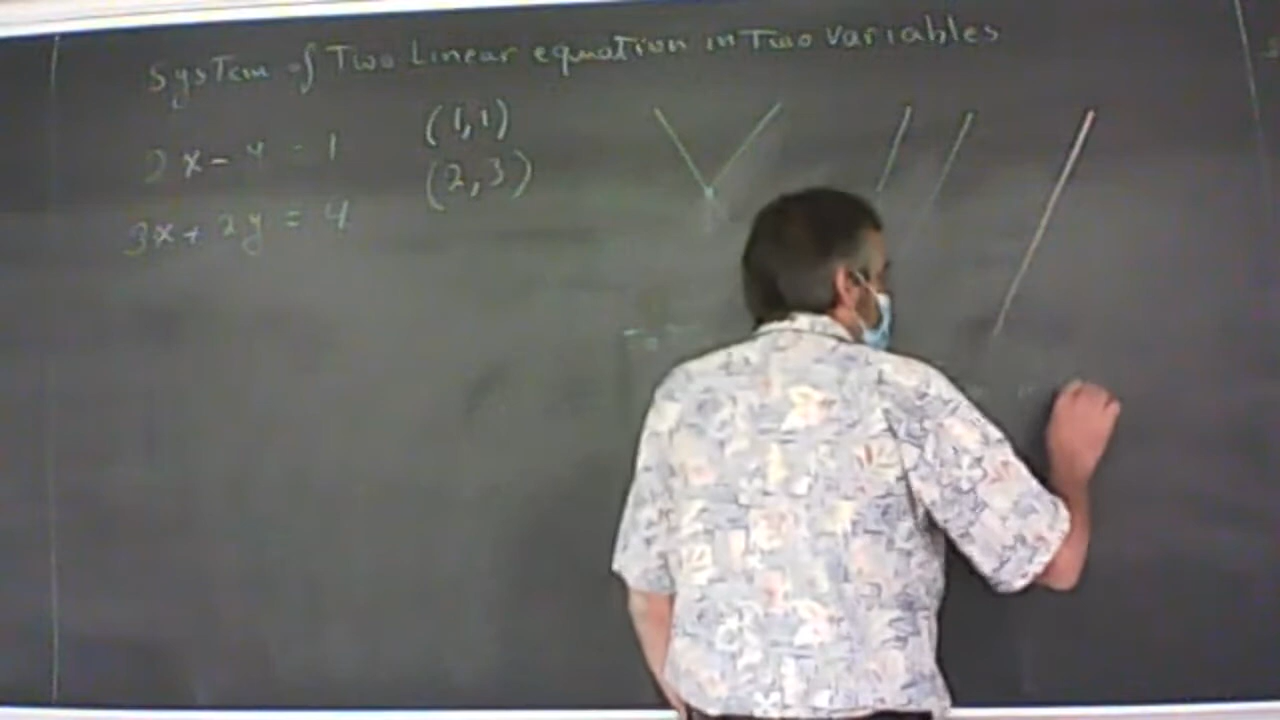 System of Two Linear equation in Two Variables
2x - y = 1 (1,1)
(2,3)
3x + 2y = 4